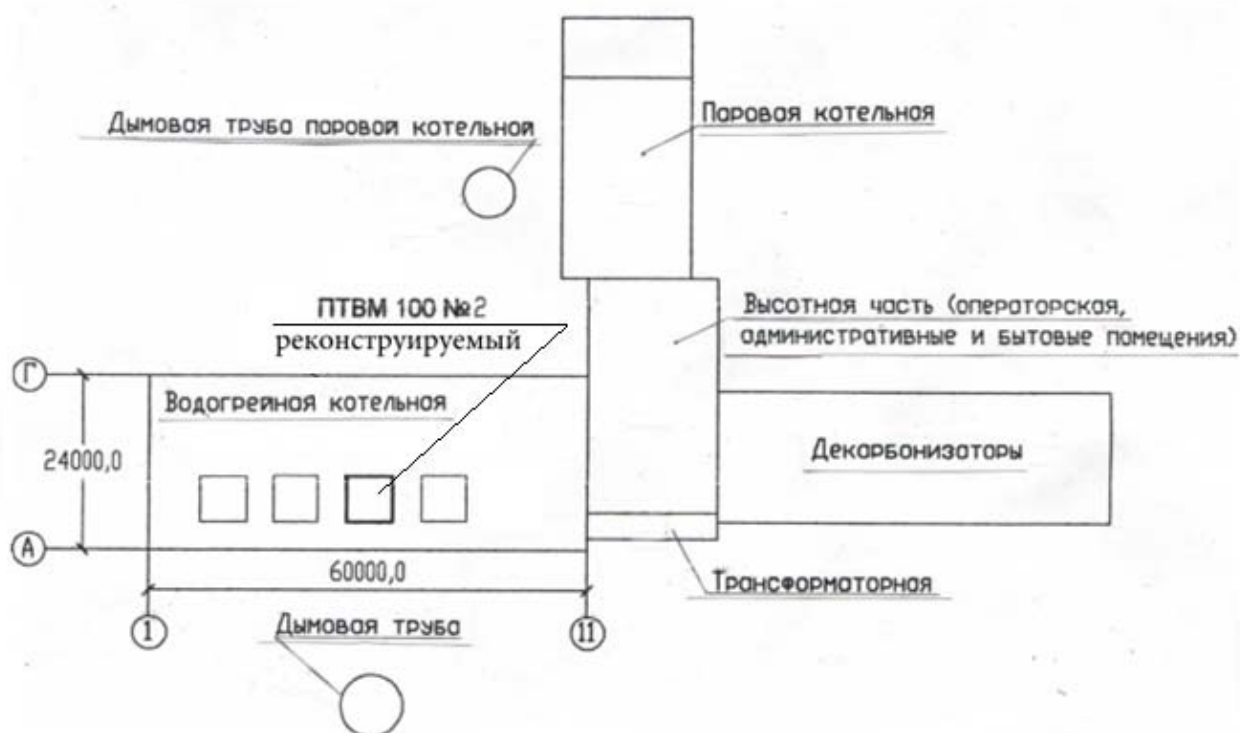 Дымовая труба паровой котельной
Паровая котельная
ПТВМ 100 №2
реконструируемый
Высотная часть (операторская,
административные и бытовые помещения)
Г
Водогрейная котельная
24000,0
Декарбонизаторы
А
60000,0
Трансформаторная
1
Дымовая труба
11